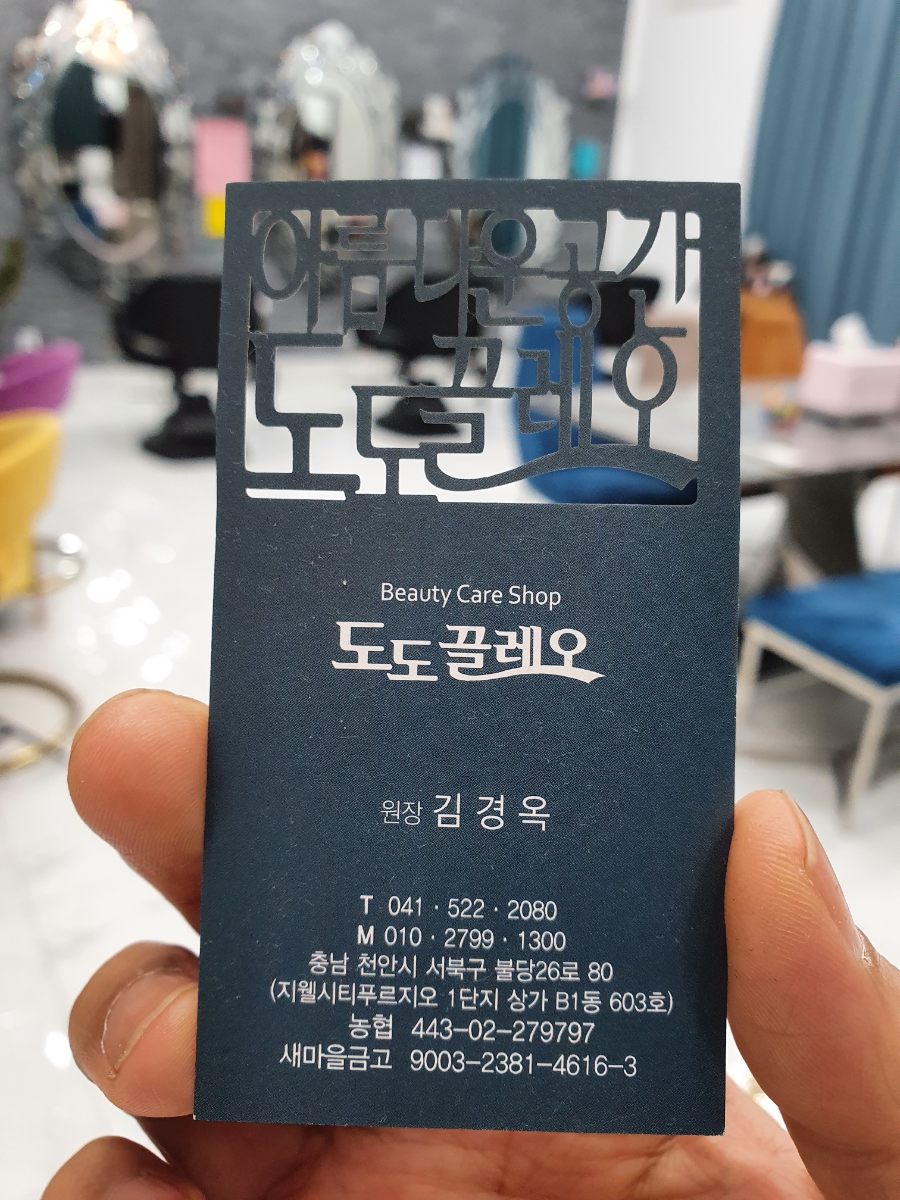 아름다운공간
도도끌레오
Beauty Care Shop
도도끌레오
원장 김경옥
T 041 · 522 · 2080
M 010 · 2799 · 1300
충남 천안시 서북구 불당26로 80
(지웰시티푸르지오 1단지 상가 B1동 603호)
농협 443-02-279797
새마을금고 9003-2381-4616-3